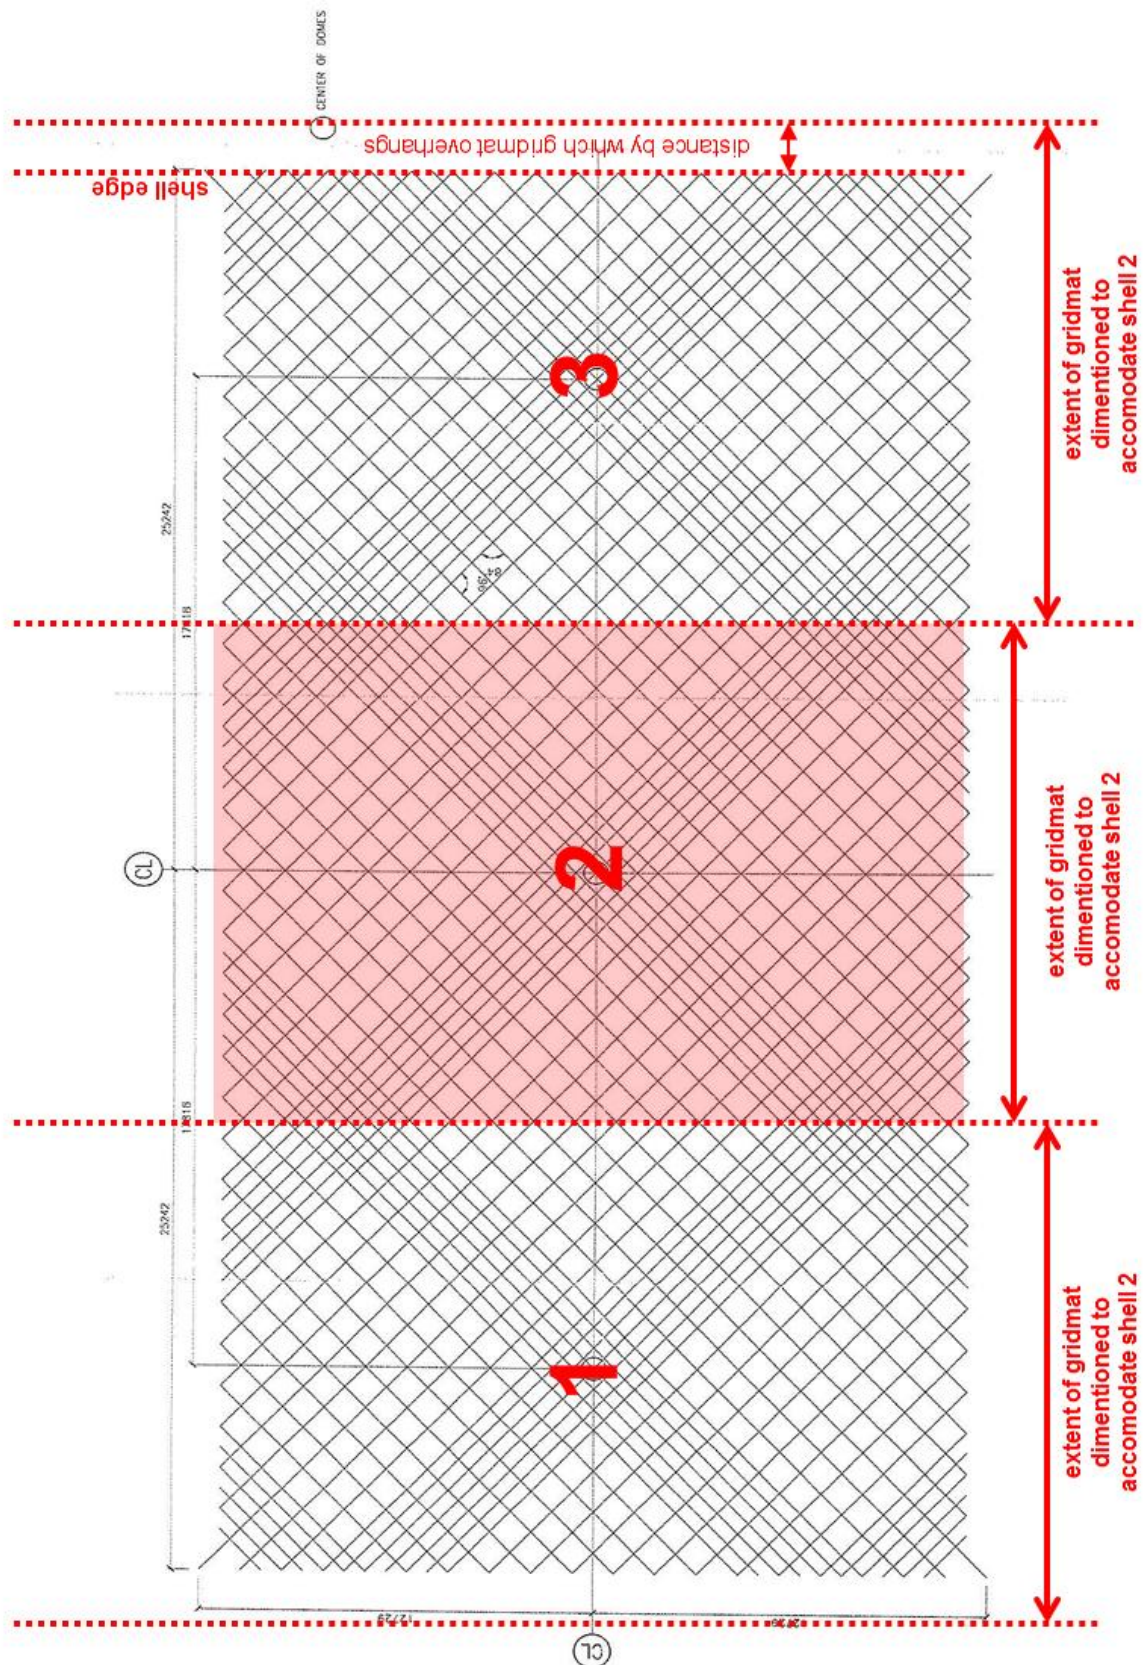 CENTER OF DOMES
distance by which gridmat overhangs
shell edge
25242
CL
25242
12729
CL
3
2
1
extent of gridmat
dimentioned to
accomodate shell 2
extent of gridmat
dimentioned to
accomodate shell 2
extent of gridmat
dimentioned to
accomodate shell 2